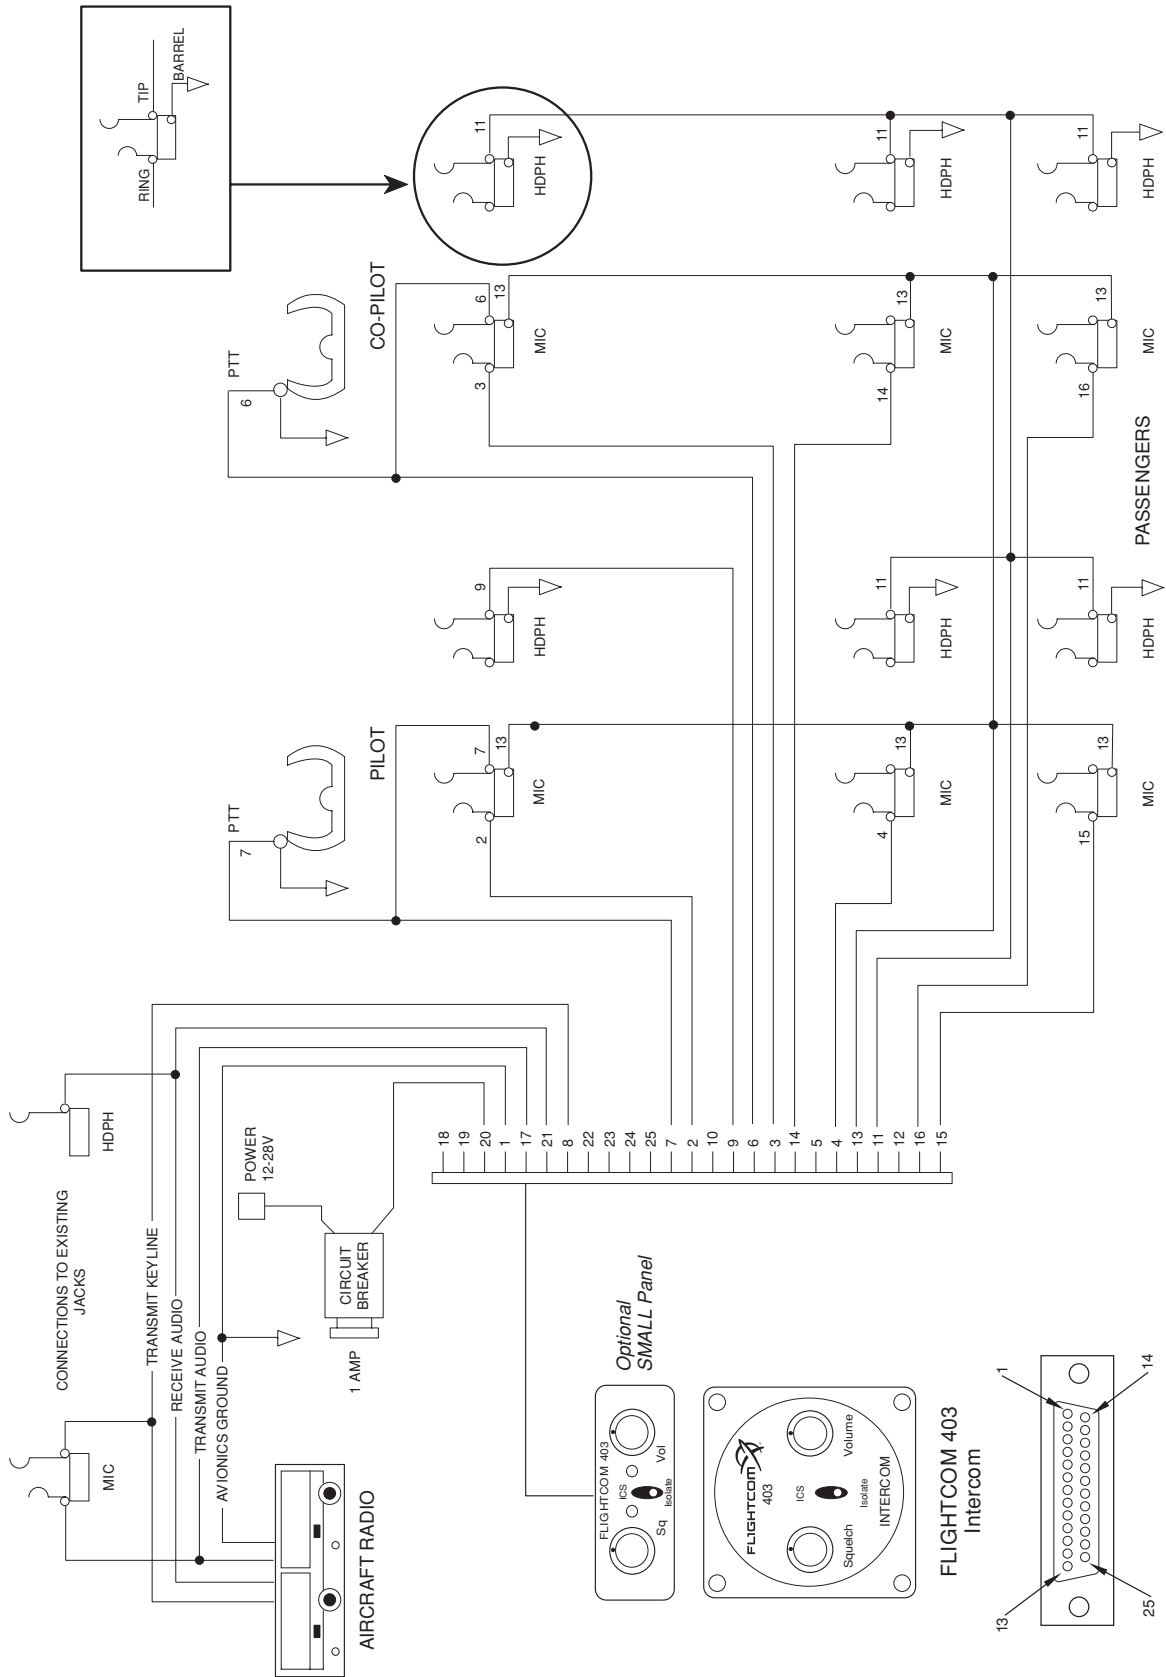 CONNECTIONS TO EXISTING
JACKS
MIC
HDPH
TRANSMIT KEYLINE
RECEIVE AUDIO
TRANSMIT AUDIO
AVIONICS GROUND
AIRCRAFT RADIO
POWER
12-28V
CIRCUIT
BREAKER
1 AMP
PTT
7
PILOT
PTT
6
CO-PILOT
RING
TIP
BARREL
2
7
13
MIC
9
HDPH
3
6
13
MIC
11
HDPH
18
19
20
1
17
21
8
22
23
24
25
7
2
10
9
6
3
14
5
4
13
11
12
16
15
Optional
SMALL Panel
FLIGHTCOM 403
Sq
ICS
Isolate
Vol
FLIGHTCOM
403
Squelch
ICS
Isolate
Volume
INTERCOM
FLIGHTCOM 403
Intercom
13
1
25
14
4
13
MIC
11
HDPH
14
13
MIC
11
HDPH
15
13
MIC
11
HDPH
16
13
MIC
11
HDPH
PASSENGERS